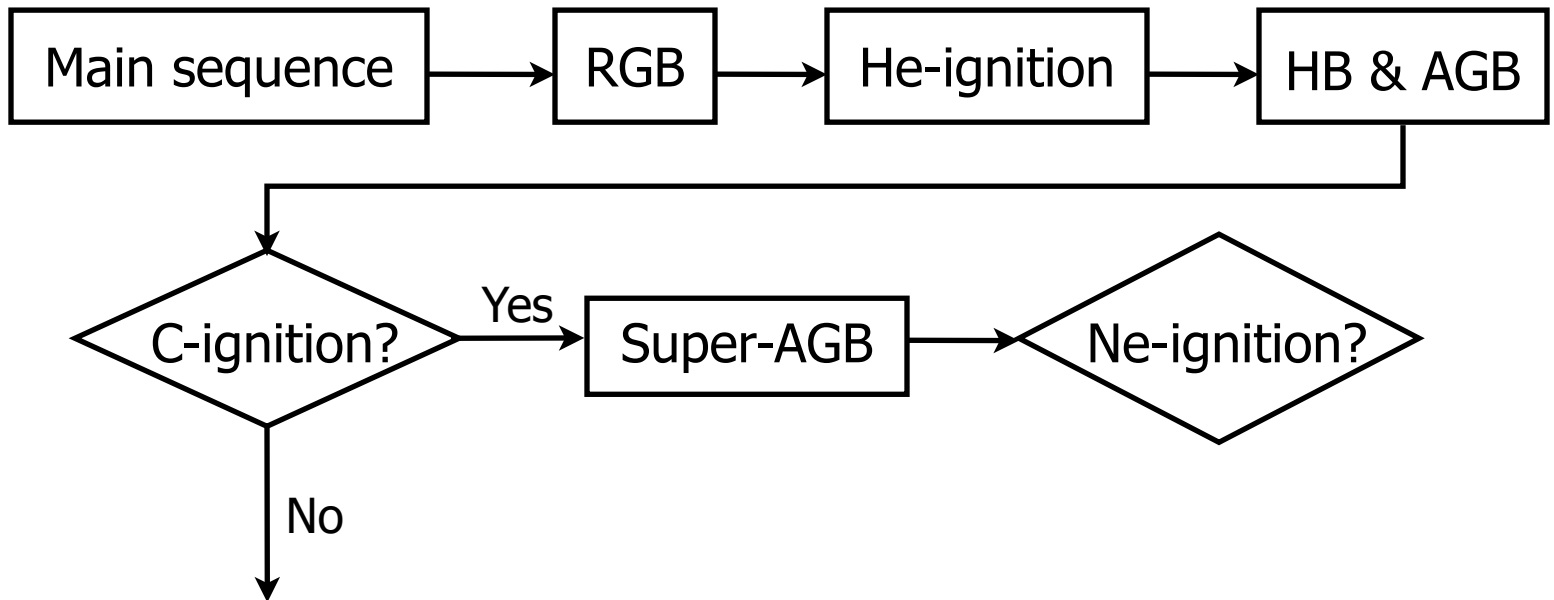 Main sequence
RGB
He-ignition
HB & AGB
C-ignition?
Yes
Super-AGB
Ne-ignition?
No